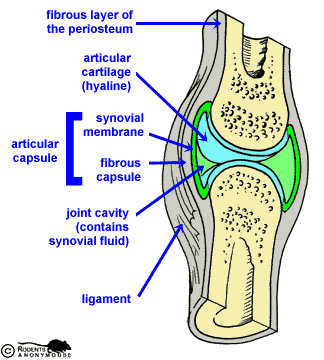 fibrous layer of
the periosteum
articular
cartilage
(hyaline)
synovial
membrane
articular
capsule
fibrous
capsule
joint cavity
(contains
synovial fluid)
ligament
© RODENTS
ANONYMOUSE